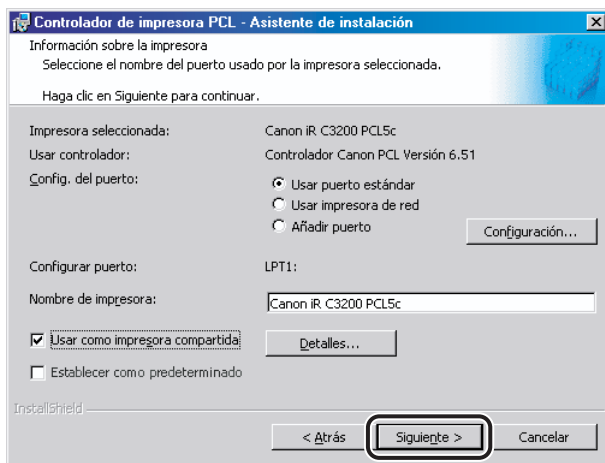 Controlador de impresora PCL - Asistente de instalación
Información sobre la impresora
Seleccione el nombre del puerto usado por la impresora seleccionada.
Haga clic en Siguiente para continuar.
Impresora seleccionada: Canon iR C3200 PCL5c
Usar controlador: Controlador Canon PCL Versión 6.51
Config. del puerto: Usar puerto estándar
Usar impresora de red
Añadir puerto Configuración...
Configurar puerto: LPT1:
Nombre de impresora: Canon iR C3200 PCL5c
Usar como impresora compartida Detalles...
Establecer como predeterminado
InstallShield
< Atrás Siguiente > Cancelar